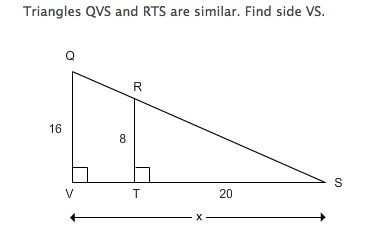 Triangles QVS and RTS are similar. Find side VS.
Q
R
16
8
S
V
T
20
x